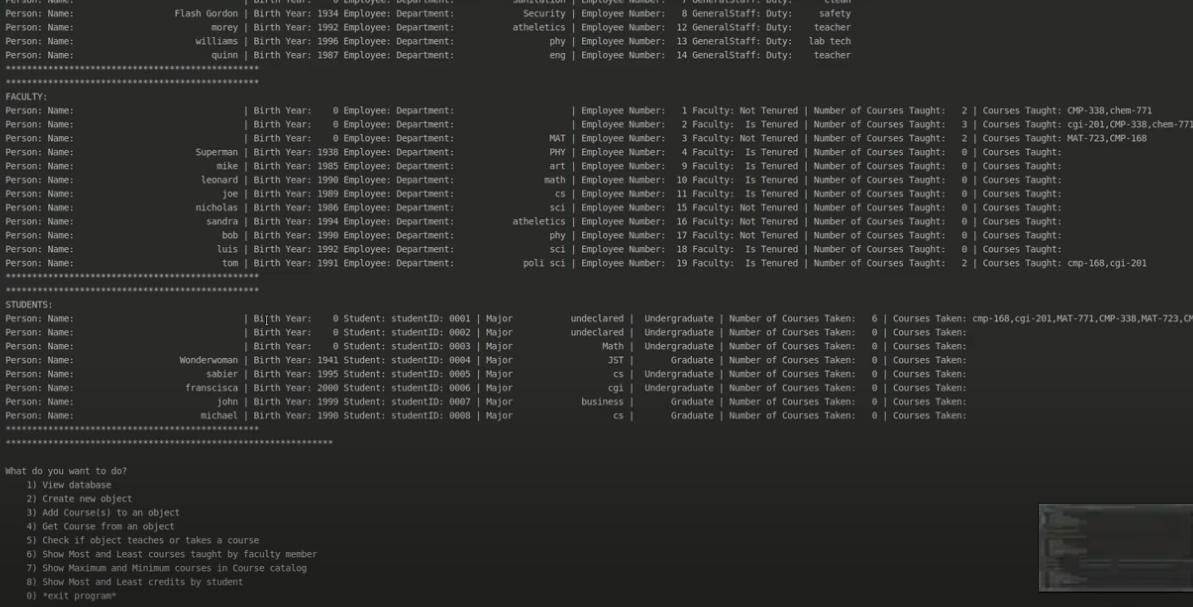 Person: Name: | Birth Year: 0 Employee: Department: Sanitation | Employee Number: 7 GeneralStaff: Duty: clean
Person: Name: Flash Gordon | Birth Year: 1934 Employee: Department: Security | Employee Number: 8 GeneralStaff: Duty: safety
Person: Name: morey | Birth Year: 1992 Employee: Department: atheletics | Employee Number: 12 GeneralStaff: Duty: teacher
Person: Name: williams | Birth Year: 1996 Employee: Department: phy | Employee Number: 13 GeneralStaff: Duty: lab tech
Person: Name: quinn | Birth Year: 1987 Employee: Department: eng | Employee Number: 14 GeneralStaff: Duty: teacher
************************************************
************************************************
FACULTY:
Person: Name: | Birth Year: 0 Employee: Department: | Employee Number: 1 Faculty: Not Tenured | Number of Courses Taught: 2 | Courses Taught: CMP-338,chem-771
Person: Name: | Birth Year: 0 Employee: Department: | Employee Number: 2 Faculty: Is Tenured | Number of Courses Taught: 3 | Courses Taught: cgi-201,CMP-338,chem-771
Person: Name: | Birth Year: 0 Employee: Department: MAT | Employee Number: 3 Faculty: Not Tenured | Number of Courses Taught: 2 | Courses Taught: MAT-723,CMP-168
Person: Name: Superman | Birth Year: 1938 Employee: Department: PHY | Employee Number: 4 Faculty: Is Tenured | Number of Courses Taught: 0 | Courses Taught:
Person: Name: mike | Birth Year: 1985 Employee: Department: art | Employee Number: 9 Faculty: Is Tenured | Number of Courses Taught: 0 | Courses Taught:
Person: Name: leonard | Birth Year: 1990 Employee: Department: math | Employee Number: 10 Faculty: Is Tenured | Number of Courses Taught: 0 | Courses Taught:
Person: Name: joe | Birth Year: 1989 Employee: Department: cs | Employee Number: 11 Faculty: Is Tenured | Number of Courses Taught: 0 | Courses Taught:
Person: Name: nicholas | Birth Year: 1986 Employee: Department: sci | Employee Number: 15 Faculty: Not Tenured | Number of Courses Taught: 0 | Courses Taught:
Person: Name: sandra | Birth Year: 1994 Employee: Department: atheletics | Employee Number: 16 Faculty: Not Tenured | Number of Courses Taught: 0 | Courses Taught:
Person: Name: bob | Birth Year: 1990 Employee: Department: phy | Employee Number: 17 Faculty: Not Tenured | Number of Courses Taught: 0 | Courses Taught:
Person: Name: luis | Birth Year: 1992 Employee: Department: sci | Employee Number: 18 Faculty: Is Tenured | Number of Courses Taught: 0 | Courses Taught:
Person: Name: tom | Birth Year: 1991 Employee: Department: poli sci | Employee Number: 19 Faculty: Is Tenured | Number of Courses Taught: 2 | Courses Taught: cmp-168,cgi-201
************************************************
************************************************
STUDENTS:
Person: Name: | Birth Year: 0 Student: studentID: 0001 | Major undeclared | Undergraduate | Number of Courses Taken: 6 | Courses Taken: cmp-168,cgi-201,MAT-771,CMP-338,MAT-723,CM
Person: Name: | Birth Year: 0 Student: studentID: 0002 | Major undeclared | Undergraduate | Number of Courses Taken: 0 | Courses Taken:
Person: Name: | Birth Year: 0 Student: studentID: 0003 | Major Math | Undergraduate | Number of Courses Taken: 0 | Courses Taken:
Person: Name: Wonderwoman | Birth Year: 1941 Student: studentID: 0004 | Major JST | Graduate | Number of Courses Taken: 0 | Courses Taken:
Person: Name: sabier | Birth Year: 1995 Student: studentID: 0005 | Major cs | Undergraduate | Number of Courses Taken: 0 | Courses Taken:
Person: Name: franscisca | Birth Year: 2000 Student: studentID: 0006 | Major cgi | Undergraduate | Number of Courses Taken: 0 | Courses Taken:
Person: Name: john | Birth Year: 1999 Student: studentID: 0007 | Major business | Graduate | Number of Courses Taken: 0 | Courses Taken:
Person: Name: michael | Birth Year: 1990 Student: studentID: 0008 | Major cs | Graduate | Number of Courses Taken: 0 | Courses Taken:
************************************************
**************************************************************
What do you want to do?
1) View database
2) Create new object
3) Add Course(s) to an object
4) Get Course from an object
5) Check if object teaches or takes a course
6) Show Most and Least courses taught by faculty member
7) Show Maximum and Minimum courses in Course catalog
8) Show Most and Least credits by student
0) *exit program*